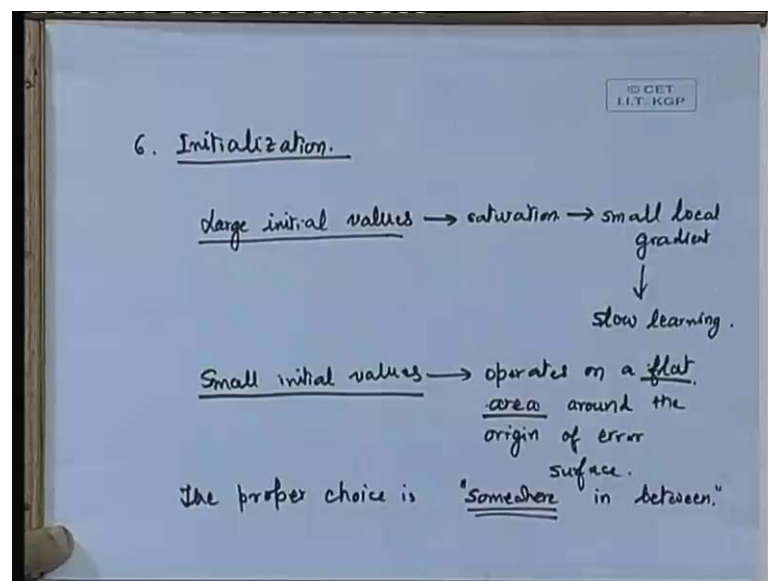 © CET
I.I.T. KGP
6. Initialization.
Large initial values → saturation → small local
gradient
↓
slow learning.
Small initial values → operates on a flat
area around the
origin of error
surface.
The proper choice is "somewhere in between."